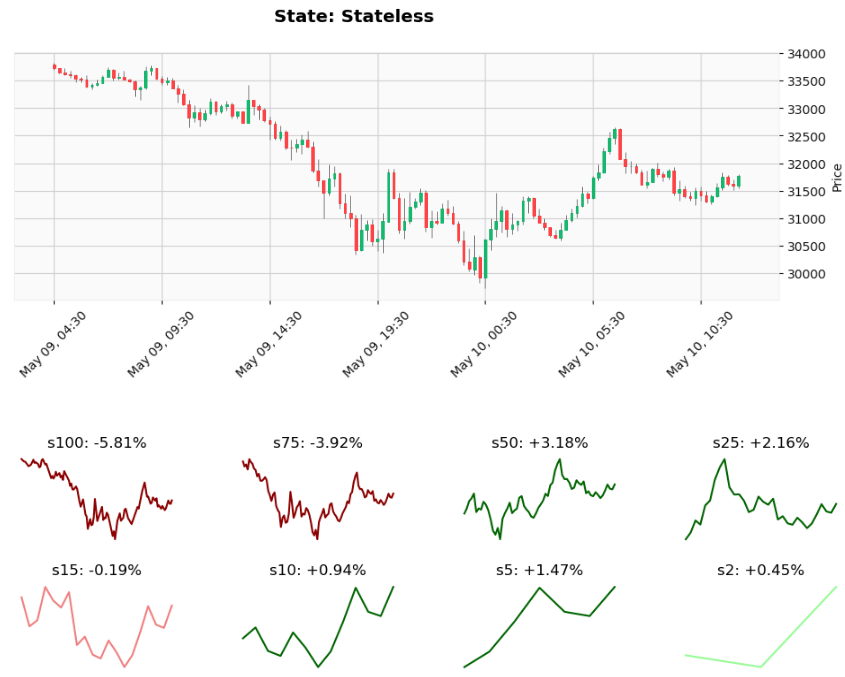 State: Stateless
34000
33500
33000
32500
32000
31500
31000
30500
30000
Price
May 09, 04:30
May 09, 09:30
May 09, 14:30
May 09, 19:30
May 10, 00:30
May 10, 05:30
May 10, 10:30
s100: -5.81%
s75: -3.92%
s50: +3.18%
s25: +2.16%
s15: -0.19%
s10: +0.94%
s5: +1.47%
s2: +0.45%